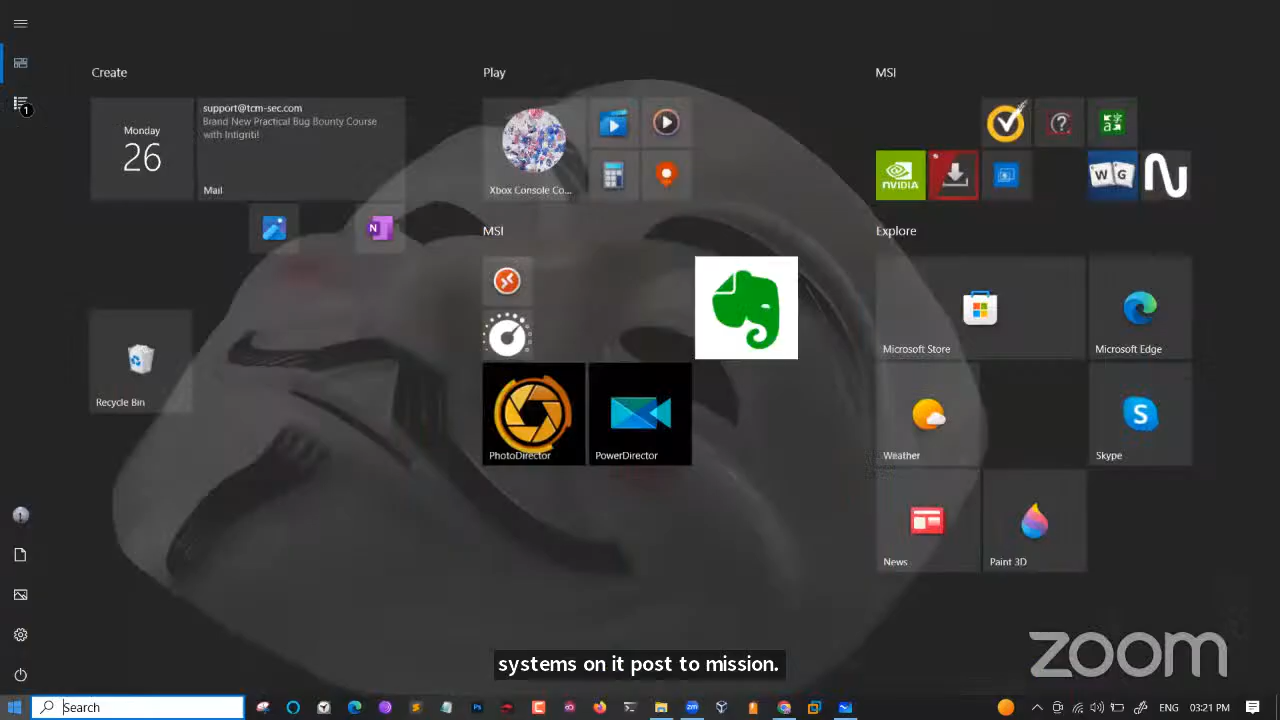 Create
Play
MSI
Monday
26
support@tcm-sec.com
Brand New Practical Bug Bounty Course
with Intigriti!
Mail
Xbox Console Co...
NVIDIA
W G
MSI
Explore
Microsoft Store
Microsoft Edge
Recycle Bin
PhotoDirector
PowerDirector
Weather
Skype
News
Paint 3D
zoom
systems on it post to mission.
Search
ENG
03:21 PM